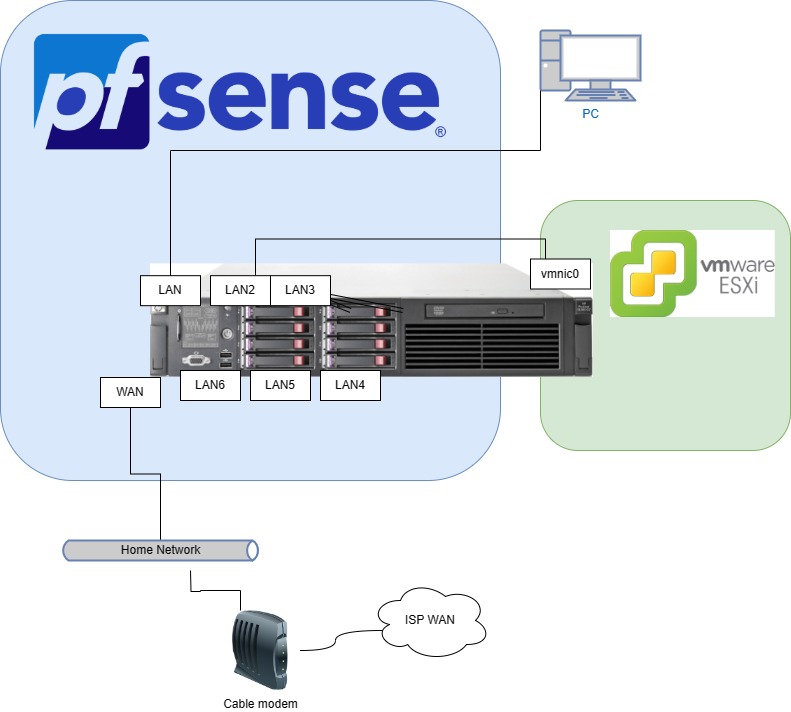 pfsense®
PC
vmware
ESXi
vmnic0
LAN
LAN2
LAN3
LAN6
LAN5
LAN4
WAN
Home Network
ISP WAN
Cable modem